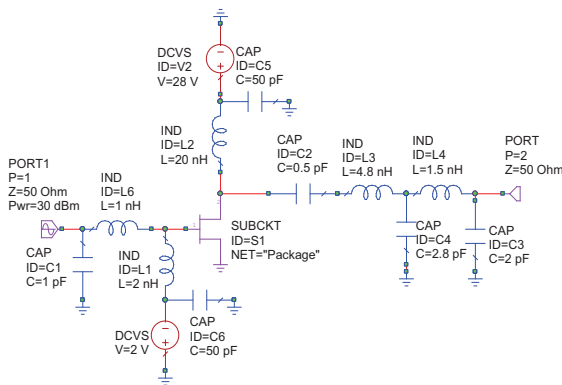 DCVS
ID=V2
V=28 V
CAP
ID=C5
C=50 pF
IND
ID=L2
L=20 nH
CAP
ID=C2
C=0.5 pF
IND
ID=L3
L=4.8 nH
IND
ID=L4
L=1.5 nH
PORT
P=2
Z=50 Ohm
PORT1
P=1
Z=50 Ohm
Pwr=30 dBm
IND
ID=L6
L=1 nH
2
1
SUBCKT
ID=S1
NET="Package"
CAP
ID=C1
C=1 pF
IND
ID=L1
L=2 nH
CAP
ID=C4
C=2.8 pF
CAP
ID=C3
C=2 pF
DCVS
V=2 V
CAP
ID=C6
C=50 pF